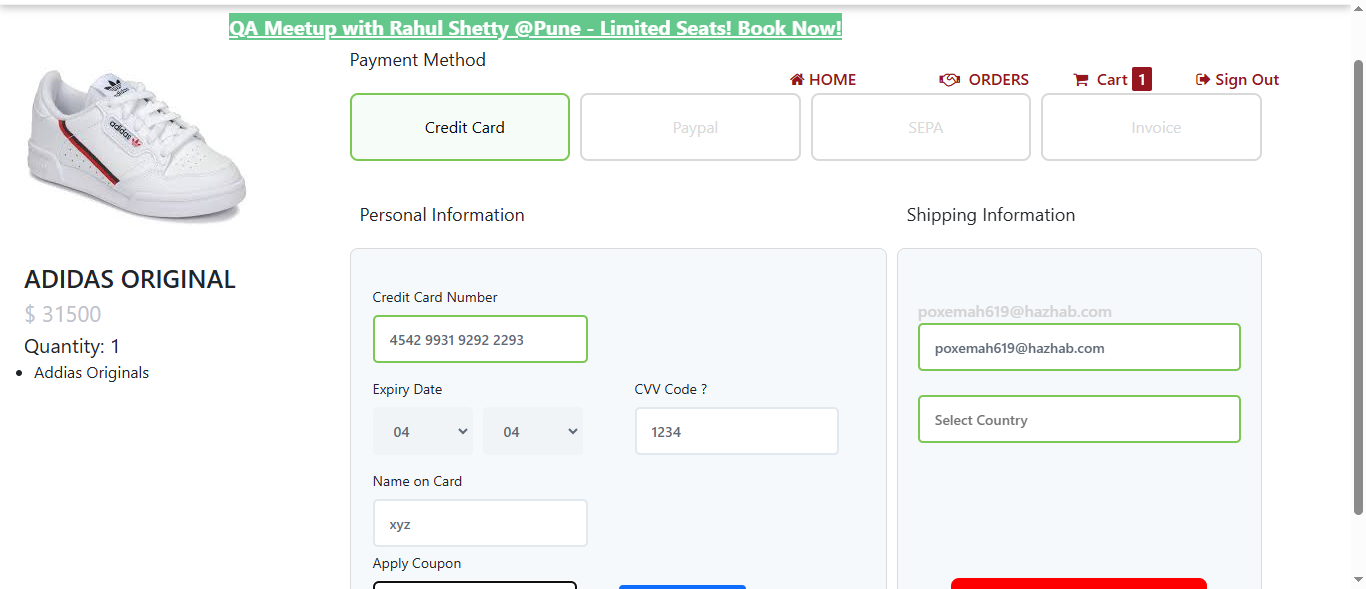 QA Meetup with Rahul Shetty @Pune - Limited Seats! Book Now!
Payment Method
HOME
ORDERS
Cart 1
Sign Out
Credit Card
Paypal
SEPA
Invoice
adidas
adidas
ADIDAS ORIGINAL
$ 31500
Quantity: 1
Addias Originals
Personal Information
Credit Card Number
4542 9931 9292 2293
Expiry Date
04
04
CVV Code ?
1234
Name on Card
xyz
Apply Coupon
Shipping Information
poxemah619@hazhab.com
poxemah619@hazhab.com
Select Country